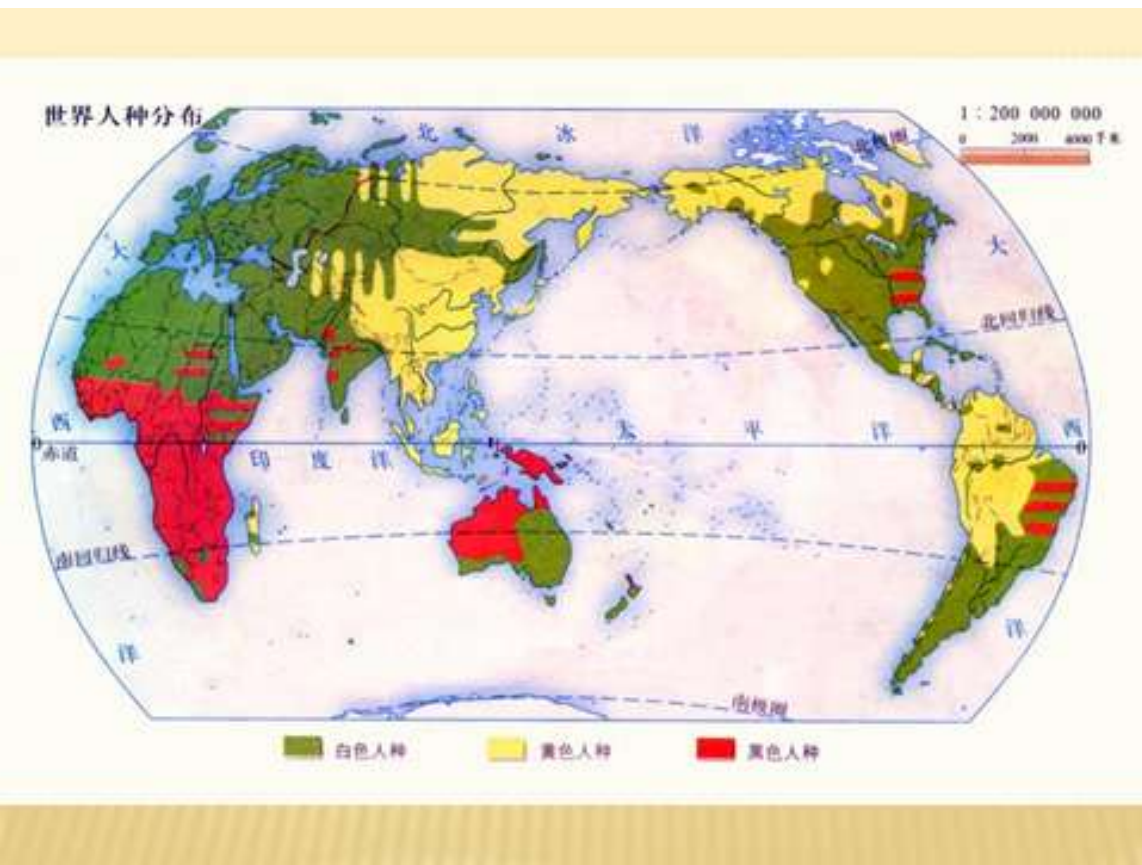 世界人种分布
1：200 000 000
0 2000 4000千米
北 冰 洋
北极圈
大
大
北回归线
西
太 平 洋
西
0
0
赤道
印 度 洋
南回归线
洋
洋
南极圈
白色人种
黄色人种
黑色人种